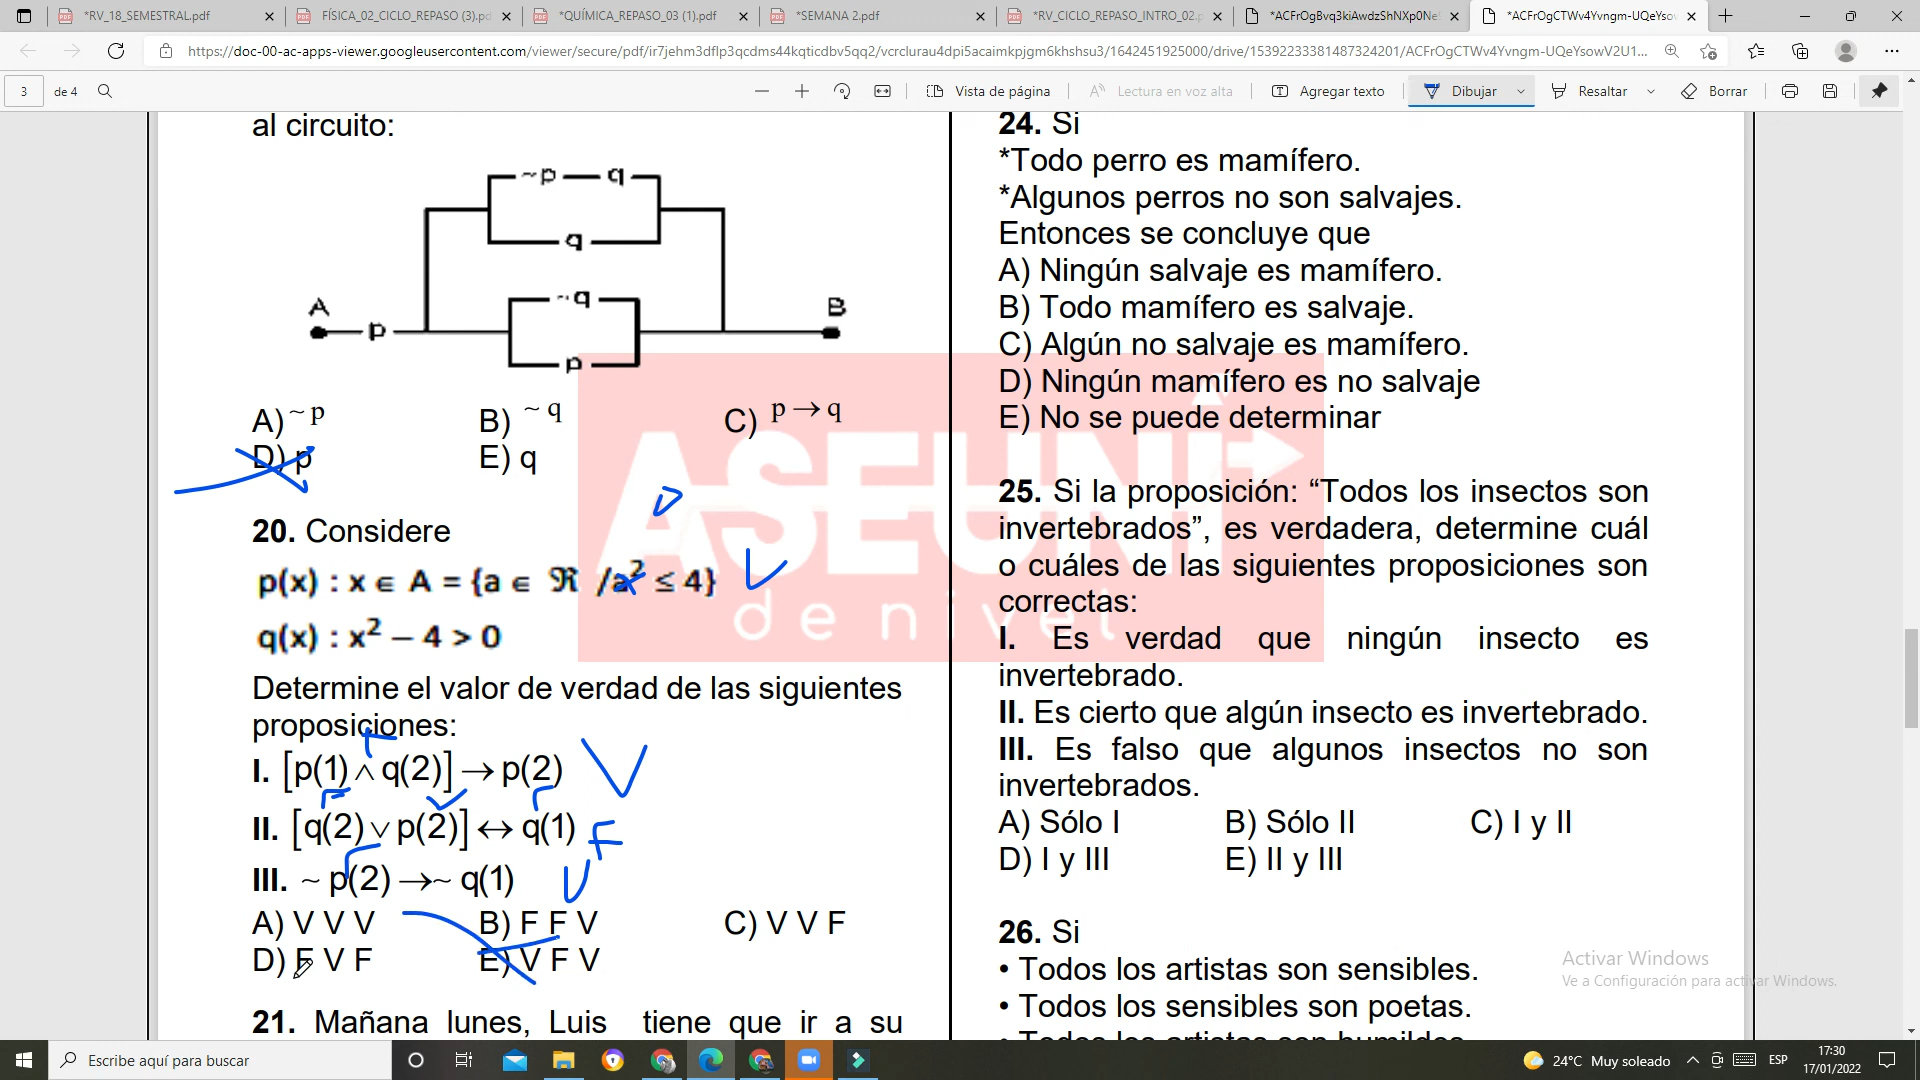 *RV_18_SEMESTRAL.pdf
FÍSICA_02_CICLO_REPASO (3).pd
*QUÍMICA_REPASO_03 (1).pdf
*SEMANA 2.pdf
*RV_CICLO_REPASO_INTRO_02.p
*ACFrOgBvq3kiAwdzShNXp0Ne
*ACFrOgCTWv4Yvngm-UQeYsov
https://doc-00-ac-apps-viewer.googleusercontent.com/viewer/secure/pdf/ir7jehm3dflp3qcdms44kqticdbv5qq2/vcrclurau4dpi5acaimkpjgm6khshsu3/1642451925000/drive/15392233381487324201/ACFrOgCTWv4Yvngm-UQeYsowV2U1...
3 de 4
Vista de página
Lectura en voz alta
Agregar texto
Dibujar
Resaltar
Borrar
al circuito:
~p q
q
~q
A B
p
p
A) ~ p B) ~ q C) p → q
D) p E) q
20. Considere
p(x) : x ∈ A = {a ∈ ℜ /a² ≤ 4} V
q(x) : x² − 4 > 0
Determine el valor de verdad de las siguientes
proposiciones:
I. [p(1) ∧ q(2)] → p(2) V
II. [q(2) ∨ p(2)] ↔ q(1) F
III. ~ p(2) →~ q(1) V
A) V V V B) F F V C) V V F
D) F V F E) V F V
21. Mañana lunes, Luis tiene que ir a su
24. Si
*Todo perro es mamífero.
*Algunos perros no son salvajes.
Entonces se concluye que
A) Ningún salvaje es mamífero.
B) Todo mamífero es salvaje.
C) Algún no salvaje es mamífero.
D) Ningún mamífero es no salvaje
E) No se puede determinar
25. Si la proposición: “Todos los insectos son
invertebrados”, es verdadera, determine cuál
o cuáles de las siguientes proposiciones son
correctas:
I. Es verdad que ningún insecto es
invertebrado.
II. Es cierto que algún insecto es invertebrado.
III. Es falso que algunos insectos no son
invertebrados.
A) Sólo I B) Sólo II C) I y II
D) I y III E) II y III
26. Si
• Todos los artistas son sensibles.
• Todos los sensibles son poetas.
• Todos los artistas son humildes.
ASEUNI
de nivel
Activar Windows
Ve a Configuración para activar Windows.
Escribe aquí para buscar
24°C Muy soleado
ESP
17:30
17/01/2022